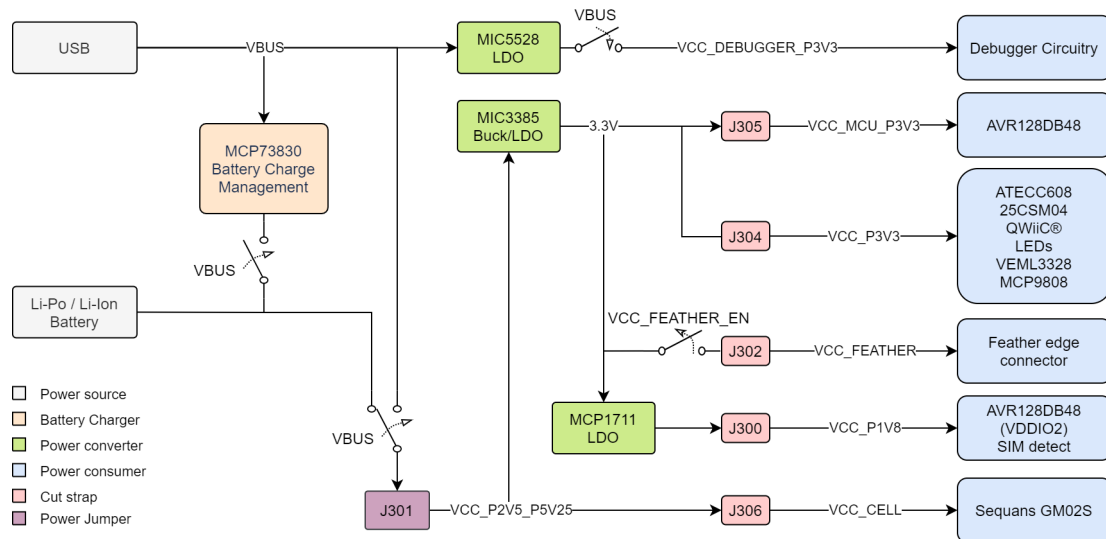 USB
VBUS
MIC5528
LDO
VBUS
VCC_DEBUGGER_P3V3
Debugger Circuitry
MIC3385
Buck/LDO
3.3V
J305
VCC_MCU_P3V3
AVR128DB48
MCP73830
Battery Charge
Management
J304
VCC_P3V3
ATECC608
25CSM04
QWiiC®
LEDs
VEML3328
MCP9808
VBUS
Li-Po / Li-Ion
Battery
VCC_FEATHER_EN
J302
VCC_FEATHER
Feather edge
connector
Power source
Battery Charger
Power converter
Power consumer
Cut strap
Power Jumper
VBUS
MCP1711
LDO
J300
VCC_P1V8
AVR128DB48
(VDDIO2)
SIM detect
J301
VCC_P2V5_P5V25
J306
VCC_CELL
Sequans GM02S